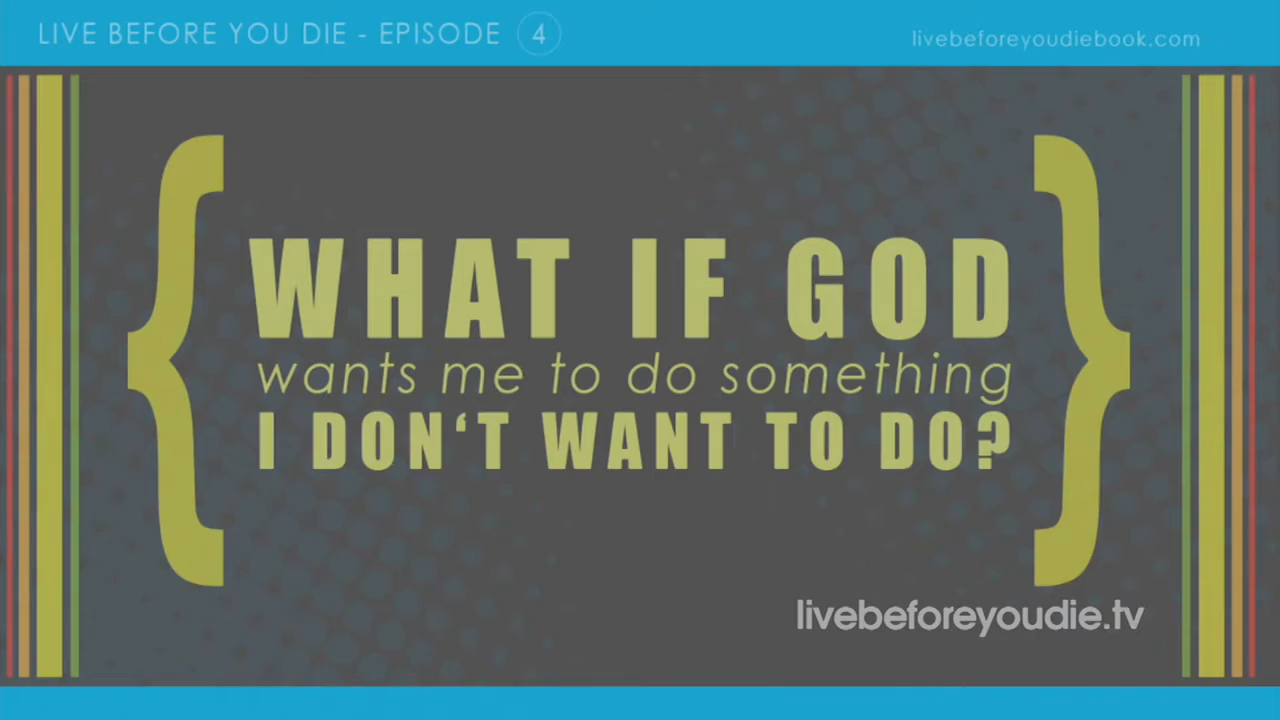 LIVE BEFORE YOU DIE - EPISODE 4
livebeforeyoudiebook.com
WHAT IF GOD
wants me to do something
I DON‘T WANT TO DO?
livebeforeyoudie.tv